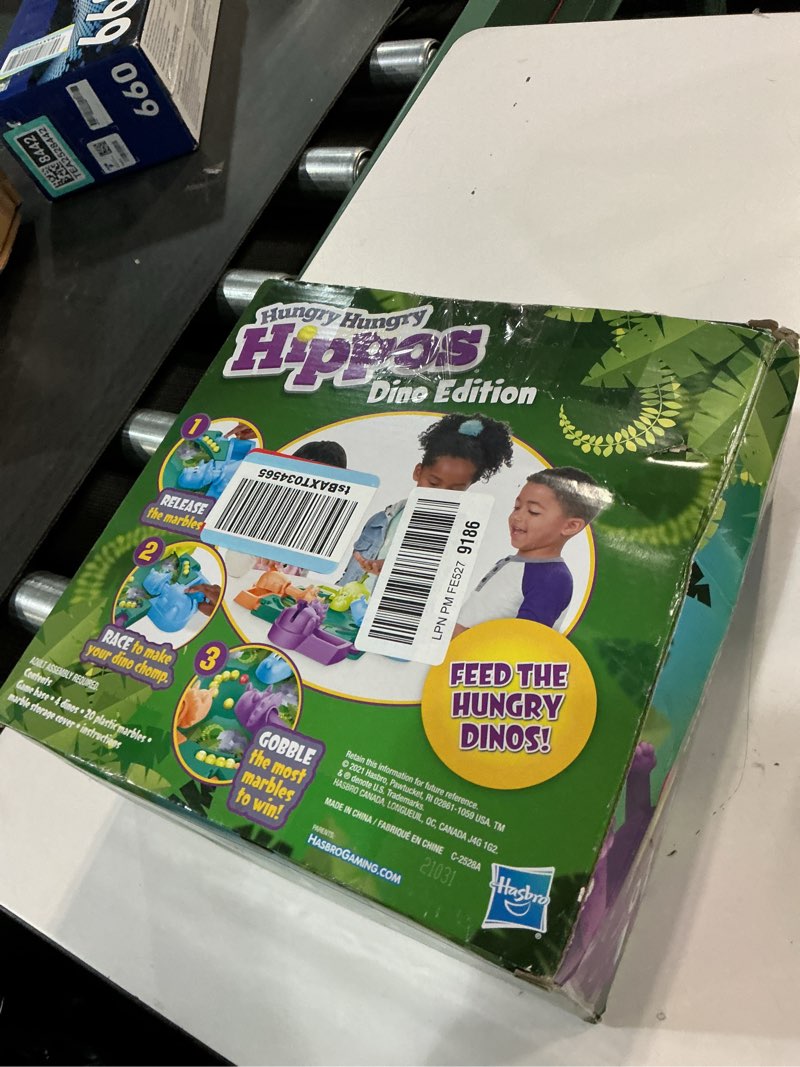 660
8442
Hungry Hungry
Hippos
Dino Edition
1
RELEASE
the marbles
tsBAXT034565
LPN PM FE527 9186
2
RACE to make
your dino chomp.
3
GOBBLE
the most
marbles
to win!
FEED THE
HUNGRY
DINOS!
ADULT ASSEMBLY REQUIRED.
Contents:
Game base • 4 dinos • 20 plastic marbles •
marble storage cover • instructions
Retain this information for future reference.
© 2021 Hasbro, Pawtucket, RI 02861-1059 USA. TM
& ® denote U.S. Trademarks.
HASBRO CANADA, LONGUEUIL, QC, CANADA J4G 1G2.
MADE IN CHINA / FABRIQUÉ EN CHINE C-2528A
PARENTS:
HASBROGAMING.COM
21031
Hasbro